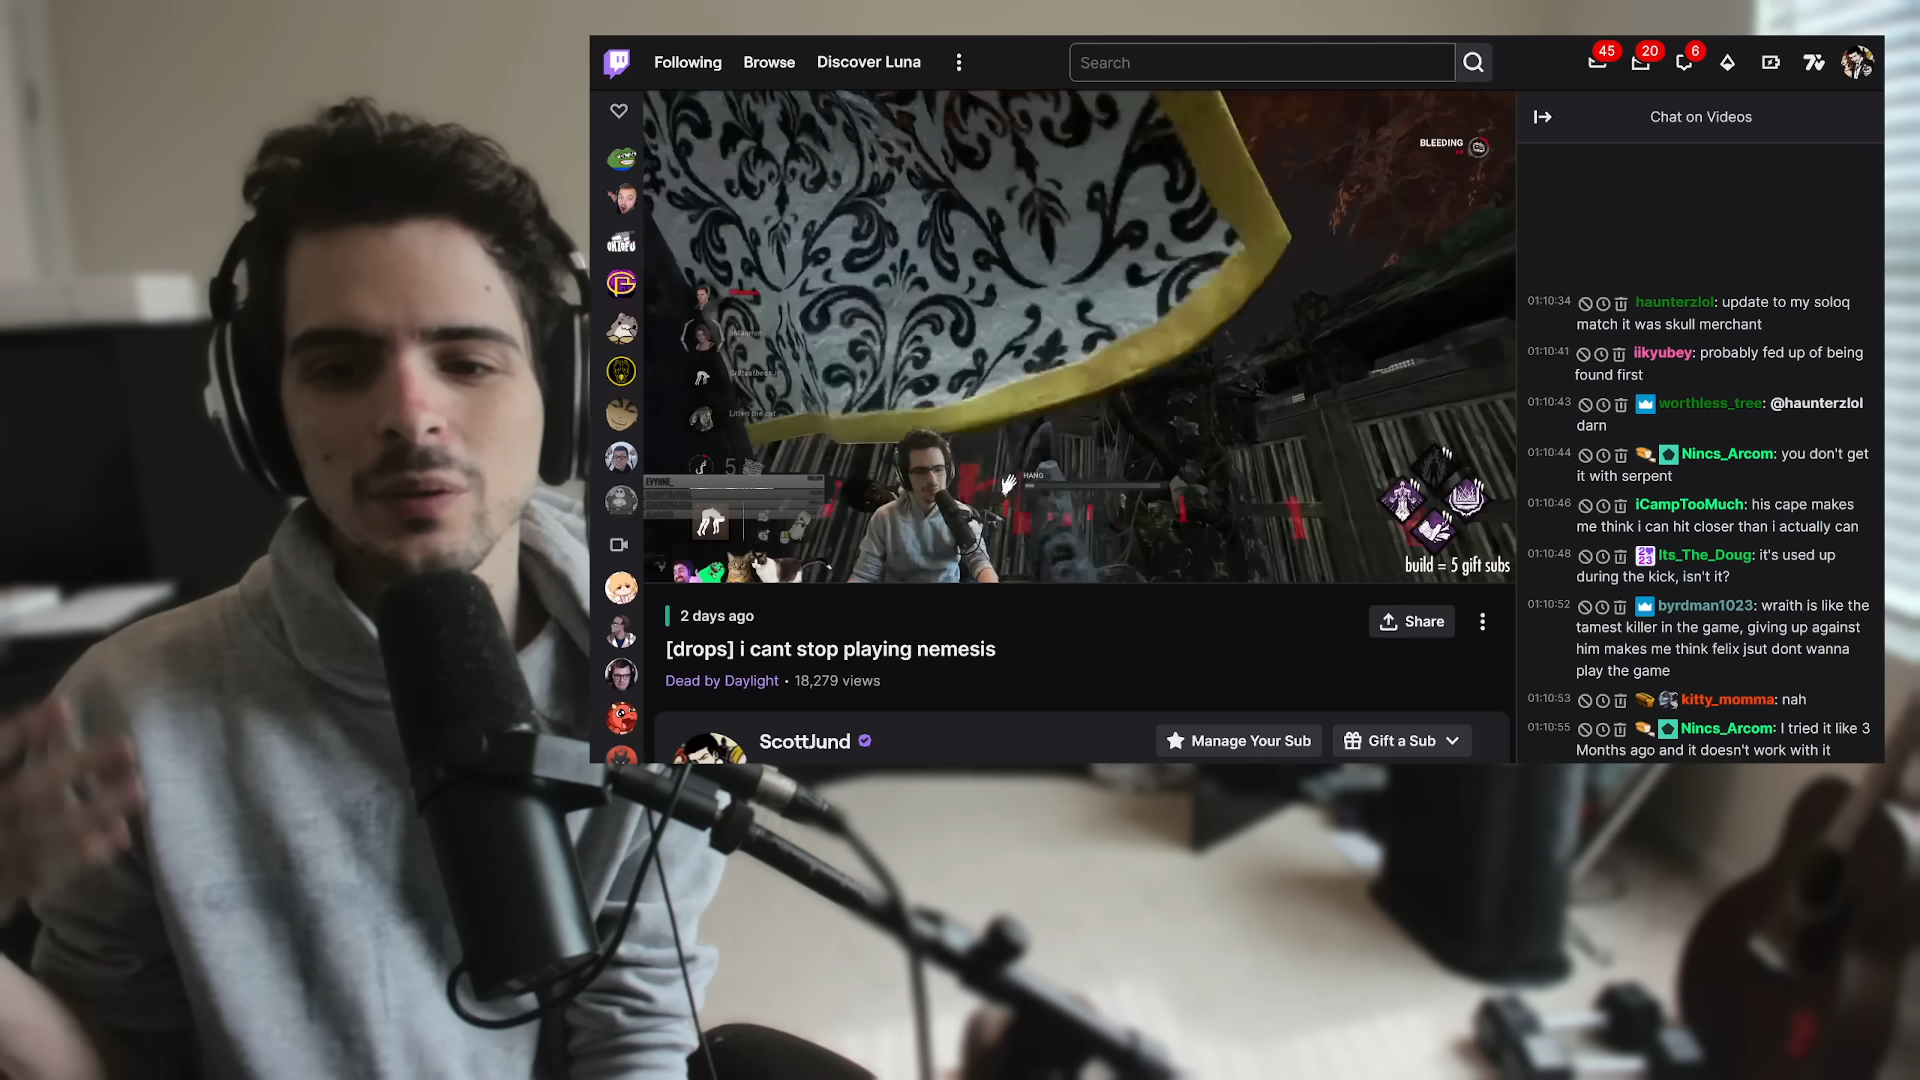 Following Browse Discover Luna
Search
45 20 6
Chat on Videos
BLEEDING
HANG
5
EVYNNE_
build = 5 gift subs
2 days ago
Share
[drops] i cant stop playing nemesis
Dead by Daylight • 18,279 views
ScottJund
Manage Your Sub
Gift a Sub
01:10:34 haunterzlol: update to my soloq
match it was skull merchant
01:10:41 iikyubey: probably fed up of being
found first
01:10:43 worthless_tree: @haunterzlol
darn
01:10:44 Nincs_Arcom: you don't get
it with serpent
01:10:46 iCampTooMuch: his cape makes
me think i can hit closer than i actually can
01:10:48 Its_The_Doug: it's used up
during the kick, isn't it?
01:10:52 byrdman1023: wraith is like the
tamest killer in the game, giving up against
him makes me think felix jsut dont wanna
play the game
01:10:53 kitty_momma: nah
01:10:55 Nincs_Arcom: I tried it like 3
Months ago and it doesn't work with it